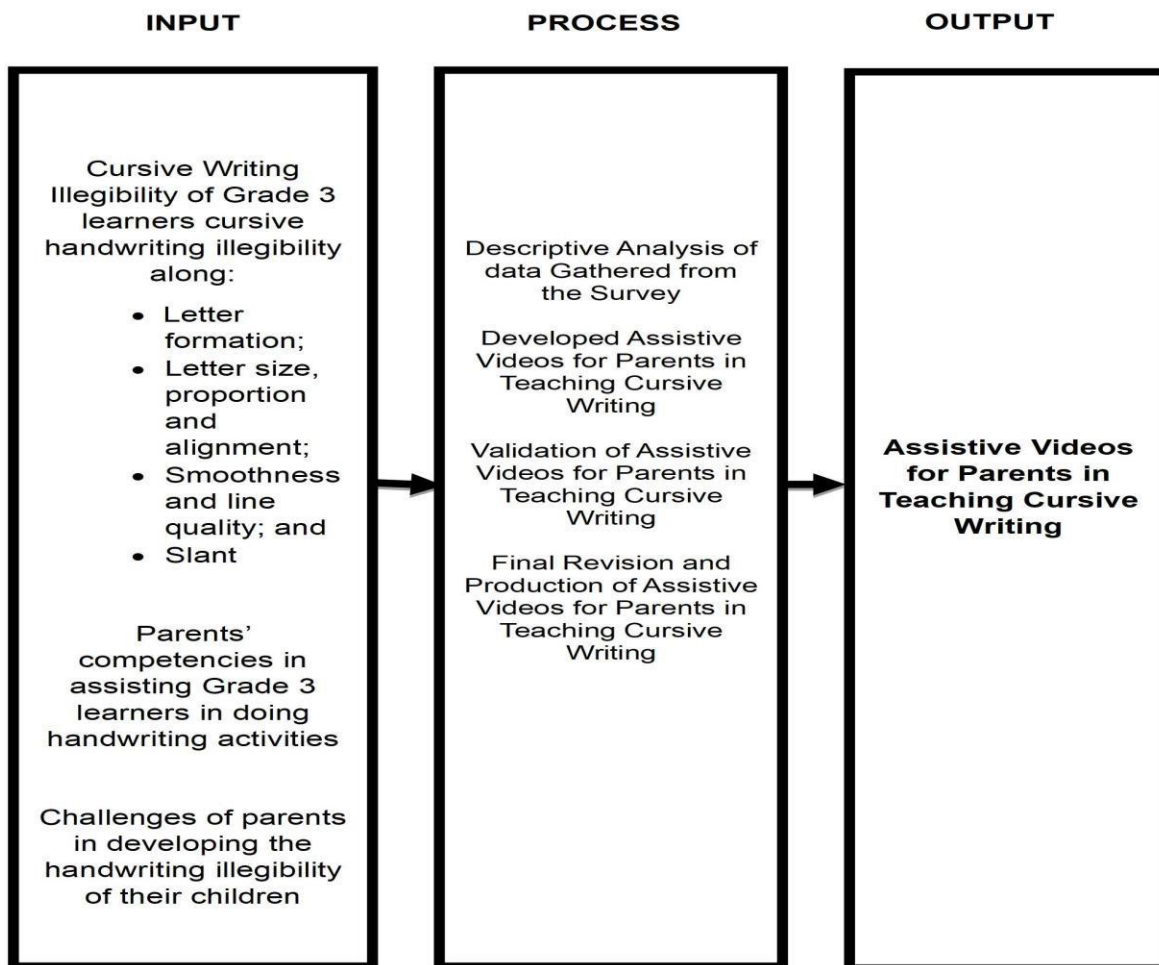 INPUT
Cursive Writing
Illegibility of Grade 3
learners cursive
handwriting illegibility
along:
• Letter
formation;
• Letter size,
proportion
and
alignment;
• Smoothness
and line
quality; and
• Slant
Parents’
competencies in
assisting Grade 3
learners in doing
handwriting activities
Challenges of parents
in developing the
handwriting illegibility
of their children
PROCESS
Descriptive Analysis of
data Gathered from
the Survey
Developed Assistive
Videos for Parents in
Teaching Cursive
Writing
Validation of Assistive
Videos for Parents in
Teaching Cursive
Writing
Final Revision and
Production of Assistive
Videos for Parents in
Teaching Cursive
Writing
OUTPUT
Assistive Videos
for Parents in
Teaching Cursive
Writing